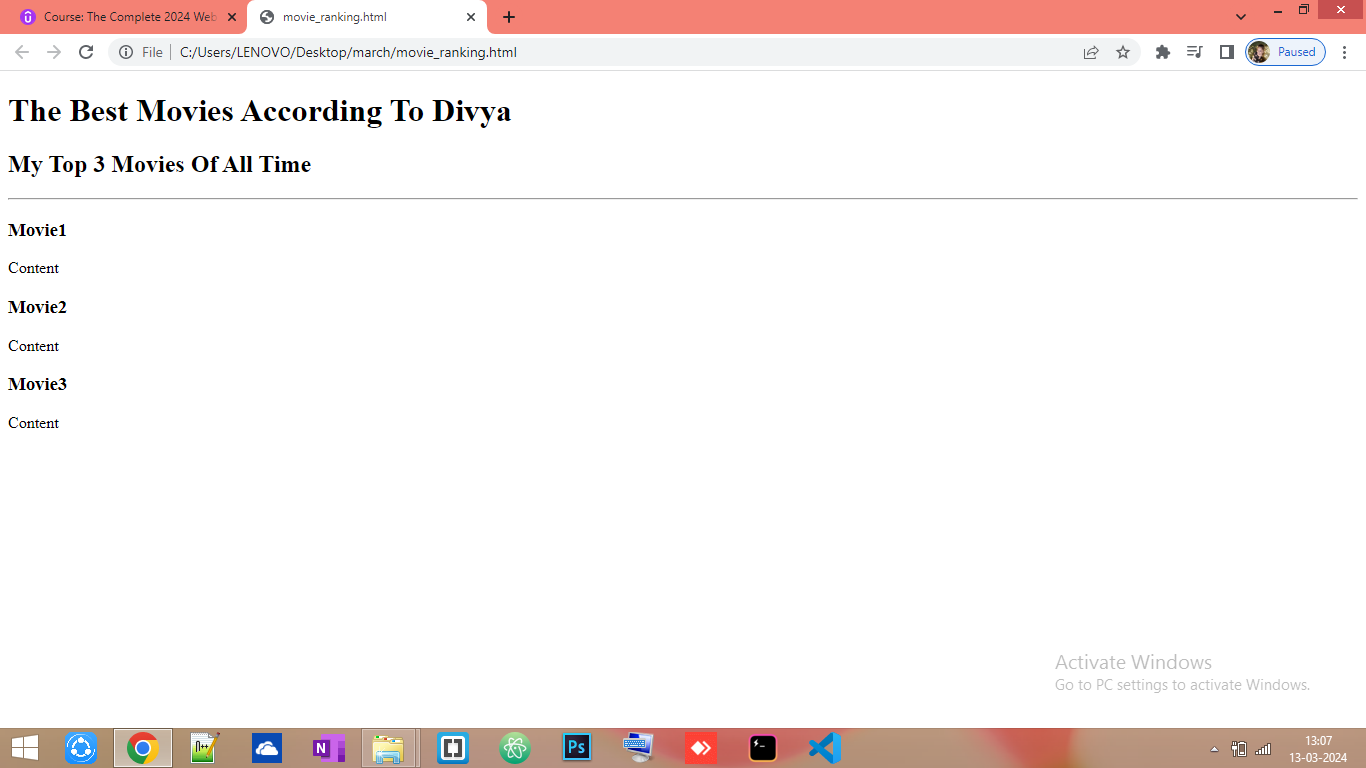 Course: The Complete 2024 Web
movie_ranking.html
File
C:/Users/LENOVO/Desktop/march/movie_ranking.html
Paused
The Best Movies According To Divya
My Top 3 Movies Of All Time
Movie1
Content
Movie2
Content
Movie3
Content
Activate Windows
Go to PC settings to activate Windows.
n++
N
Ps
13:07
13-03-2024